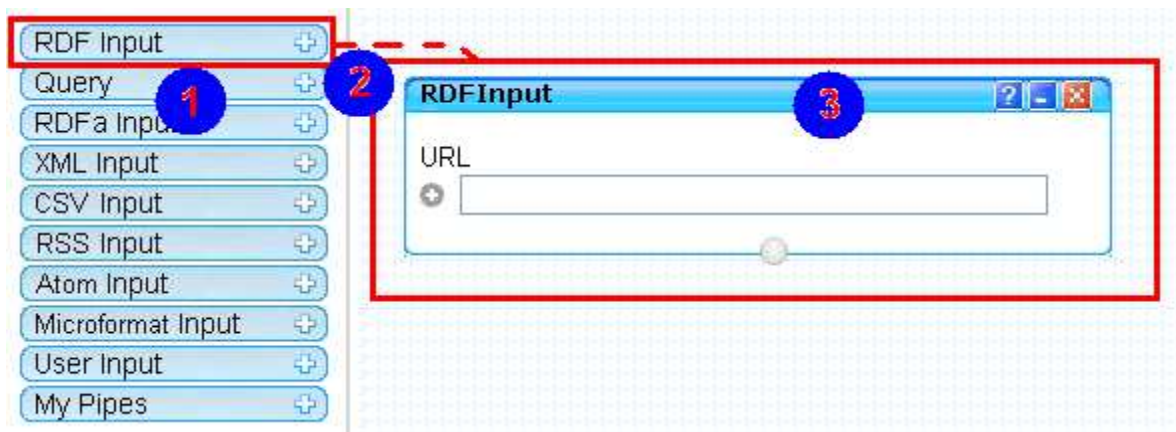 RDF Input
Query
1
2
RDFa Input
XML Input
CSV Input
RSS Input
Atom Input
Microformat Input
User Input
My Pipes
RDFInput
3
?
URL